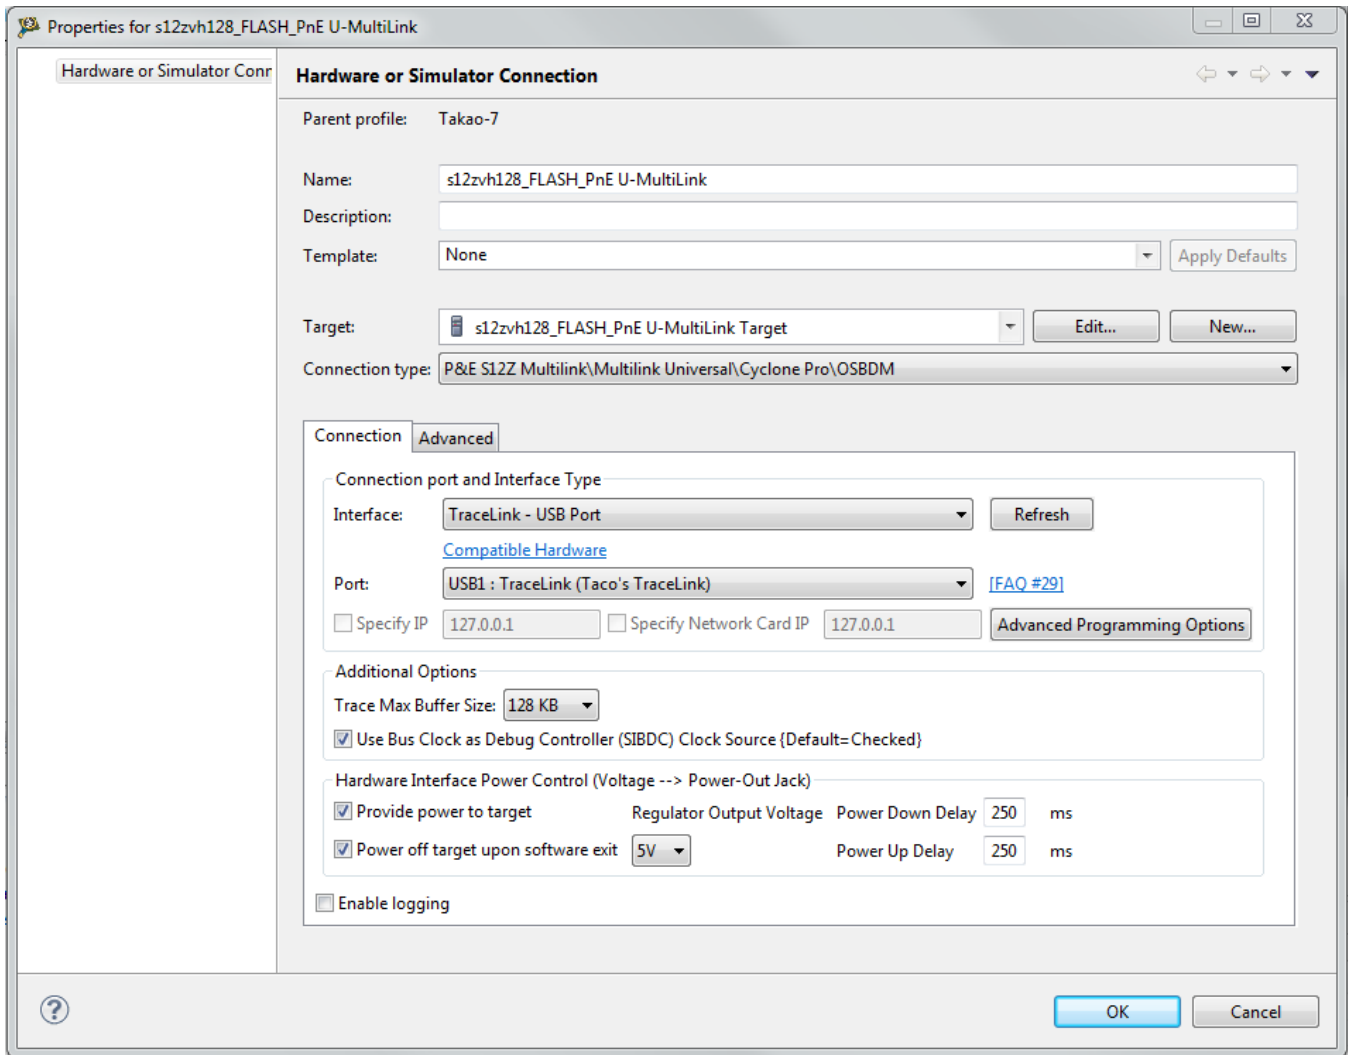 Properties for s12zvh128_FLASH_PnE U-MultiLink
Hardware or Simulator Conr
Hardware or Simulator Connection
Parent profile: Takao-7
Name: s12zvh128_FLASH_PnE U-MultiLink
Description:
Template: None Apply Defaults
Target: s12zvh128_FLASH_PnE U-MultiLink Target Edit... New...
Connection type: P&E S12Z Multilink\Multilink Universal\Cyclone Pro\OSBDM
Connection Advanced
Connection port and Interface Type
Interface: TraceLink - USB Port Refresh
Compatible Hardware
Port: USB1 : TraceLink (Taco's TraceLink) [FAQ #29]
Specify IP 127.0.0.1 Specify Network Card IP 127.0.0.1 Advanced Programming Options
Additional Options
Trace Max Buffer Size: 128 KB
Use Bus Clock as Debug Controller (SIBDC) Clock Source {Default=Checked}
Hardware Interface Power Control (Voltage --> Power-Out Jack)
Provide power to target Regulator Output Voltage Power Down Delay 250 ms
Power off target upon software exit 5V Power Up Delay 250 ms
Enable logging
? OK Cancel